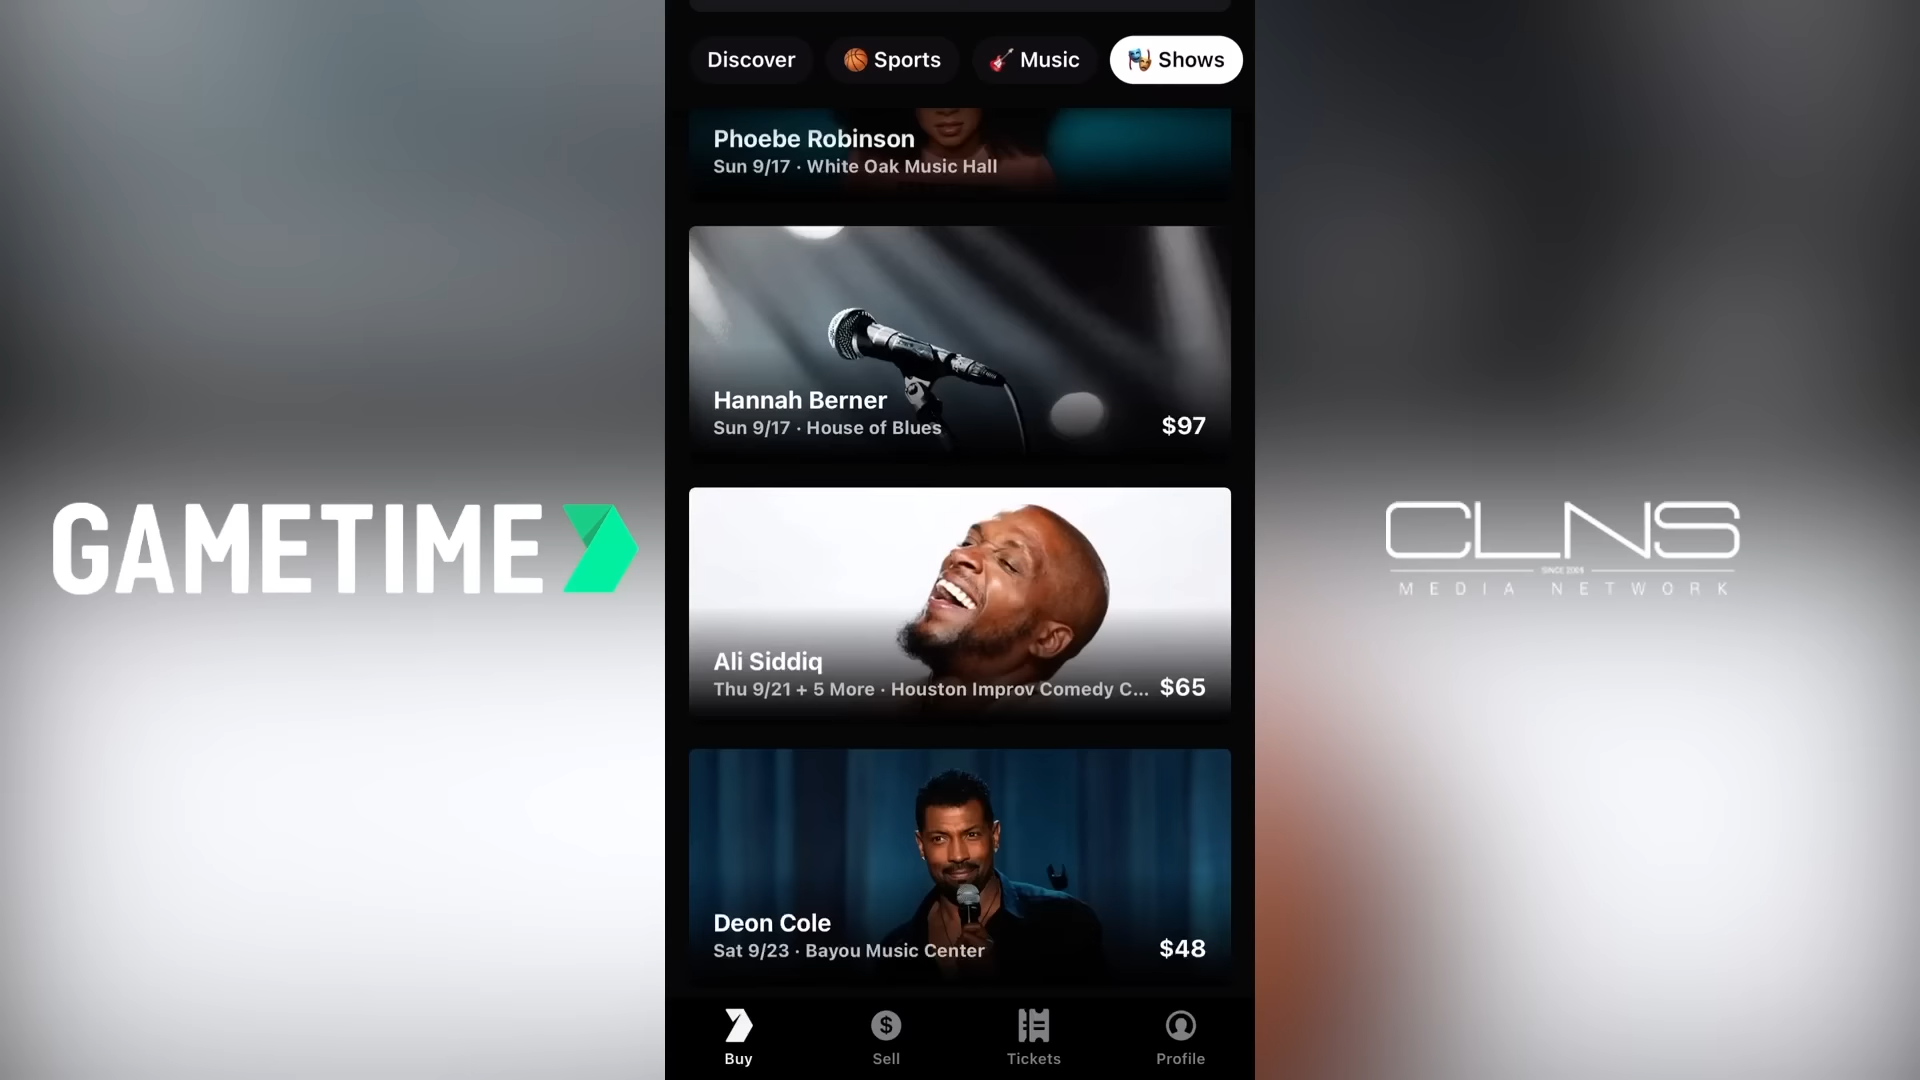 Discover
Sports
Music
Shows
Phoebe Robinson
Sun 9/17 · White Oak Music Hall
Hannah Berner
Sun 9/17 · House of Blues
$97
GAMETIME
CLNS
SINCE 2009
MEDIA NETWORK
Ali Siddiq
Thu 9/21 + 5 More · Houston Improv Comedy C...
$65
Deon Cole
Sat 9/23 · Bayou Music Center
$48
Buy
Sell
Tickets
Profile